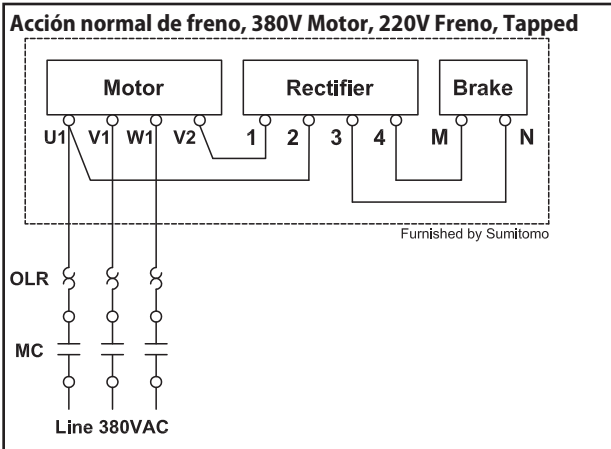 Acción normal de freno, 380V Motor, 220V Freno, Tapped
Motor Rectifier Brake
U1 V1 W1 V2 1 2 3 4 M N
Furnished by Sumitomo
OLR
MC
Line 380VAC